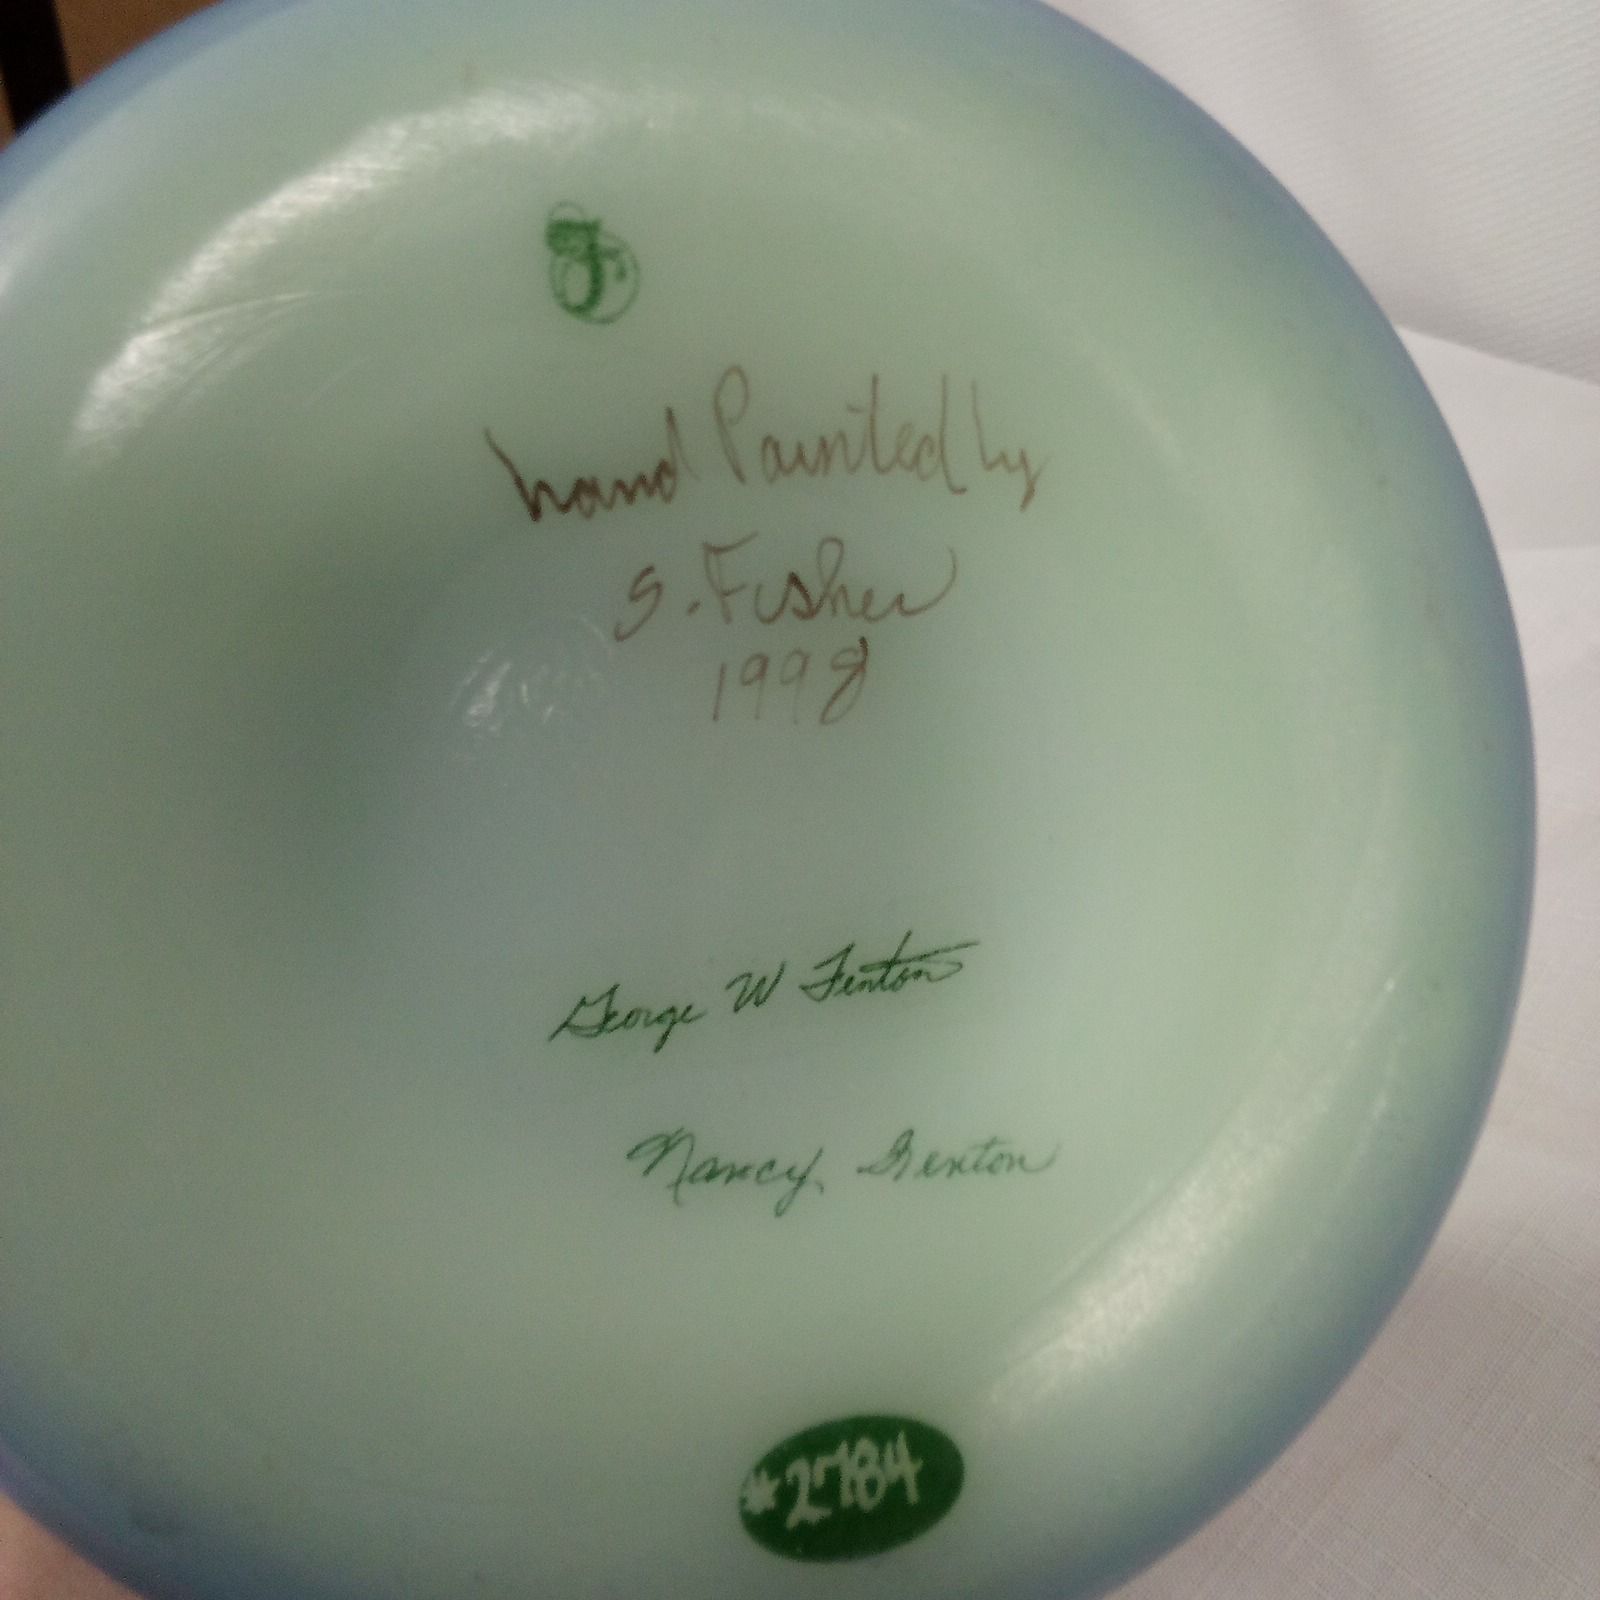 F
hand Painted by
S. Fisher
1998
George W Fenton
Nancy Fenton
#2784